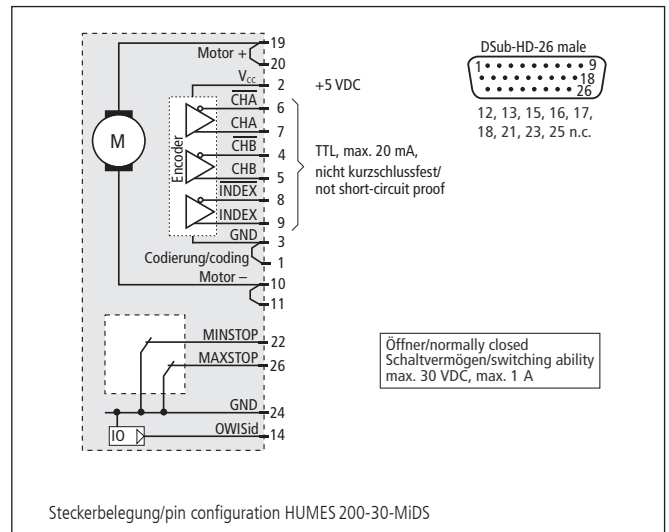 Motor + 19
20
Vcc 2 +5 VDC
CHA 6
CHA 7
CHB 4
CHB 5
INDEX 8
INDEX 9
GND 3
Codierung/coding 1
Motor – 10
11
M
Encoder
TTL, max. 20 mA,
nicht kurzschlussfest/
not short-circuit proof
DSub-HD-26 male
1 9
18
26
12, 13, 15, 16, 17,
18, 21, 23, 25 n.c.
MINSTOP 22
MAXSTOP 26
GND 24
IO OWISid 14
Öffner/normally closed
Schaltvermögen/switching ability
max. 30 VDC, max. 1 A
Steckerbelegung/pin configuration HUMES 200-30-MiDS